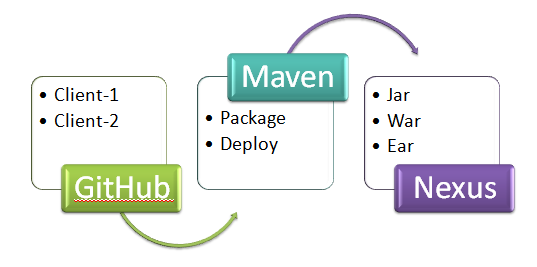 • Client-1
• Client-2
GitHub
Maven
• Package
• Deploy
• Jar
• War
• Ear
Nexus